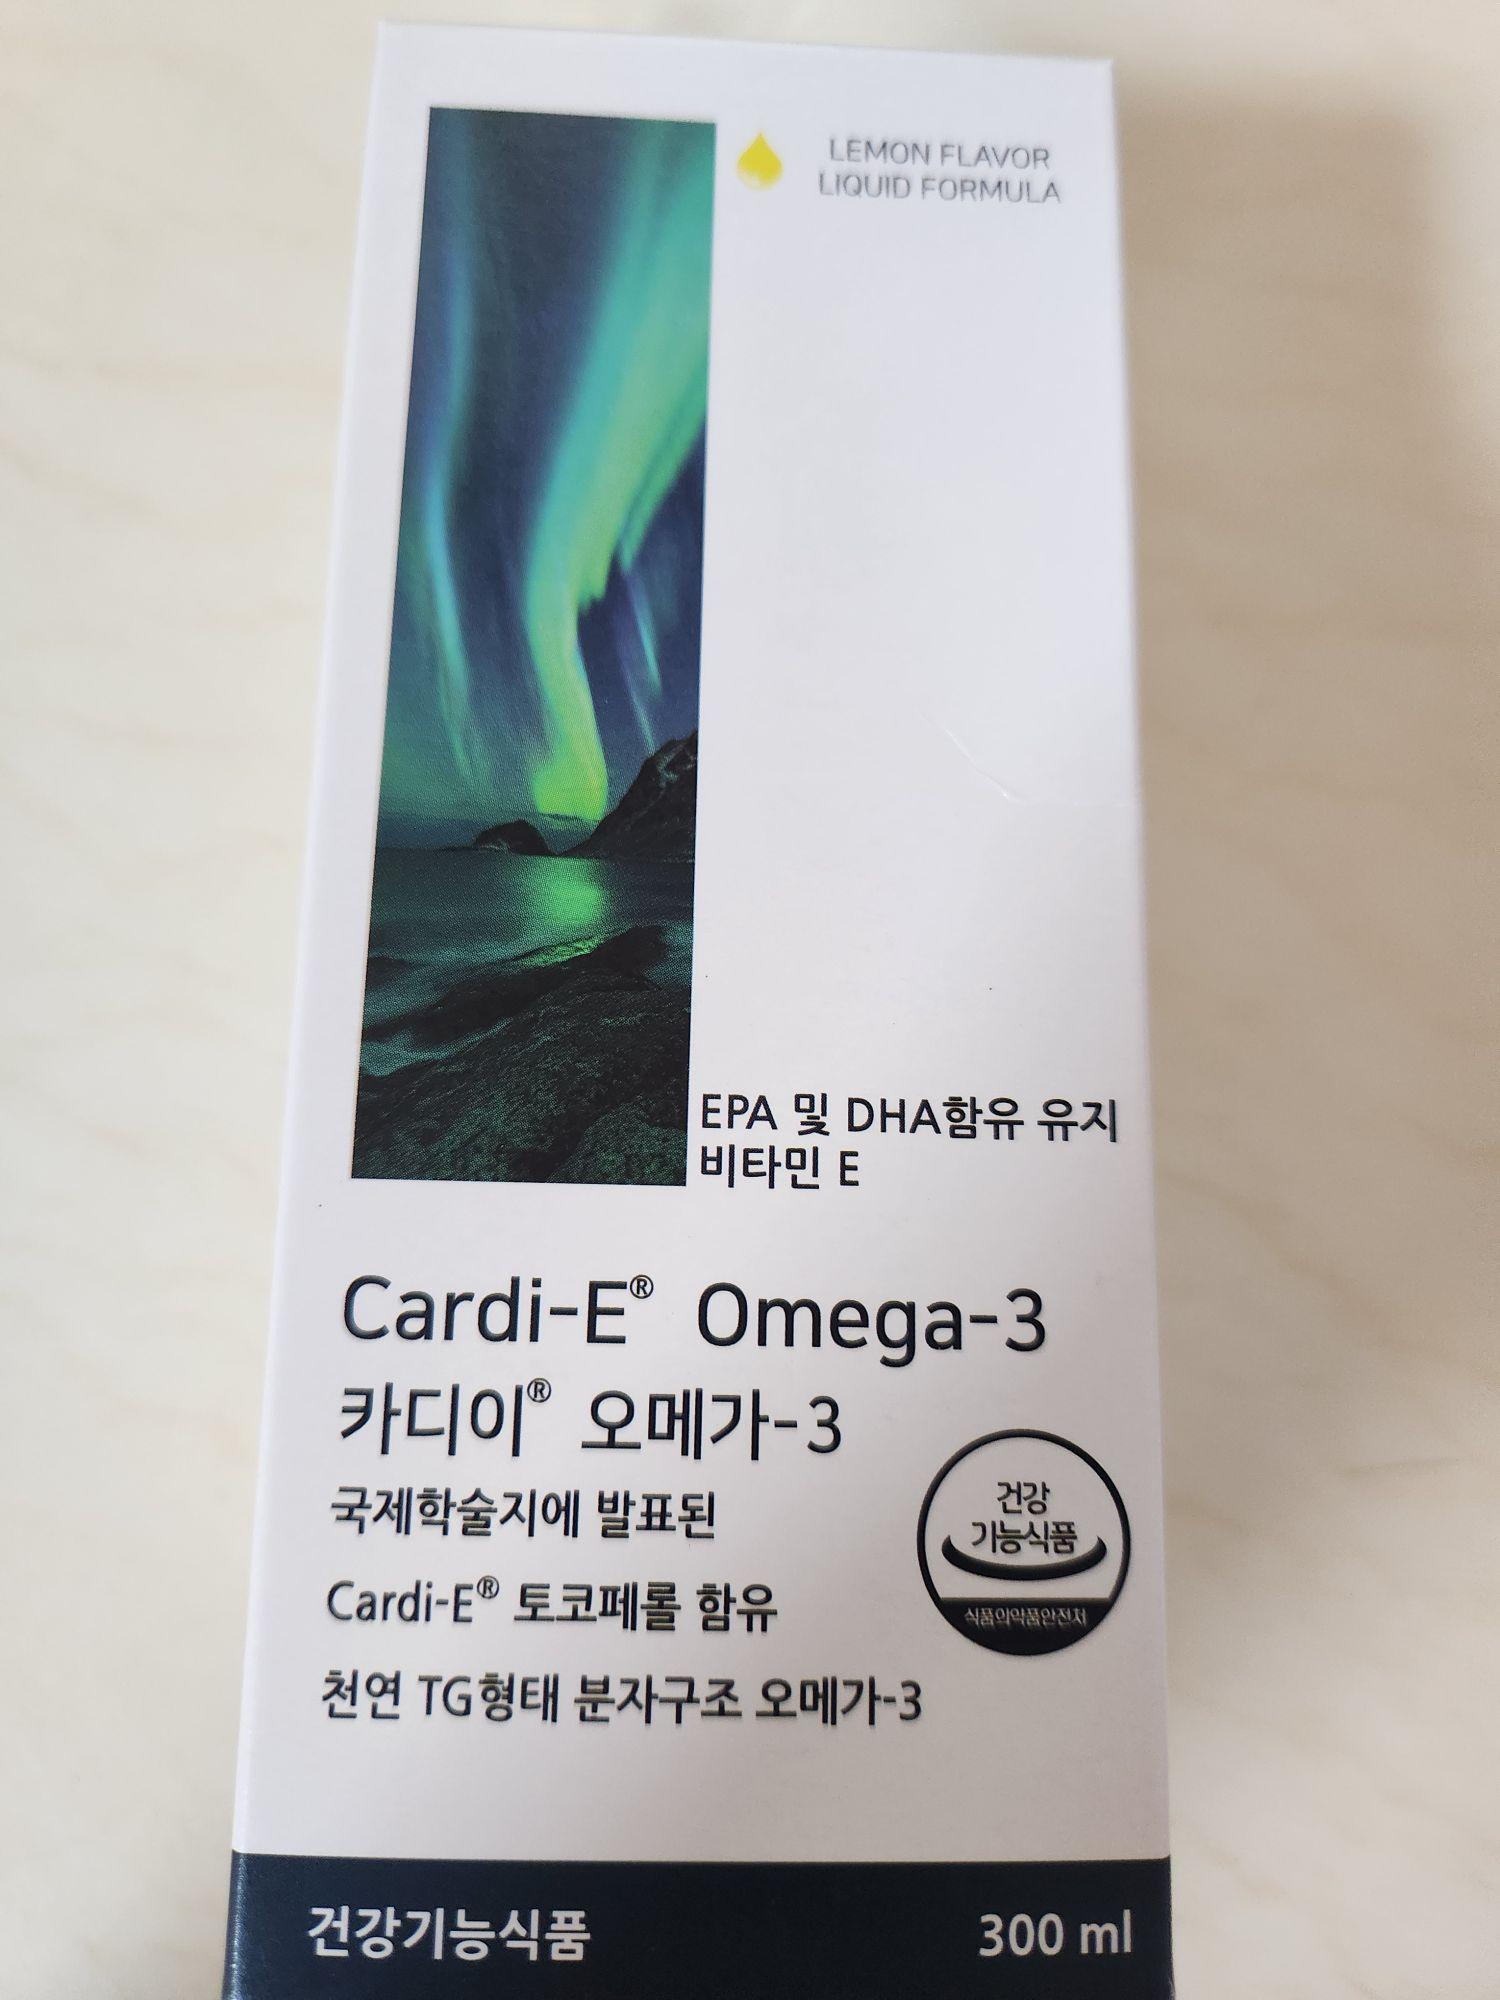 LEMON FLAVOR
LIQUID FORMULA
EPA 및 DHA함유 유지
비타민 E
Cardi-E® Omega-3
카디이® 오메가-3
국제학술지에 발표된
Cardi-E® 토코페롤 함유
천연 TG형태 분자구조 오메가-3
건강
기능식품
식품의약품안전처
건강기능식품
300 ml